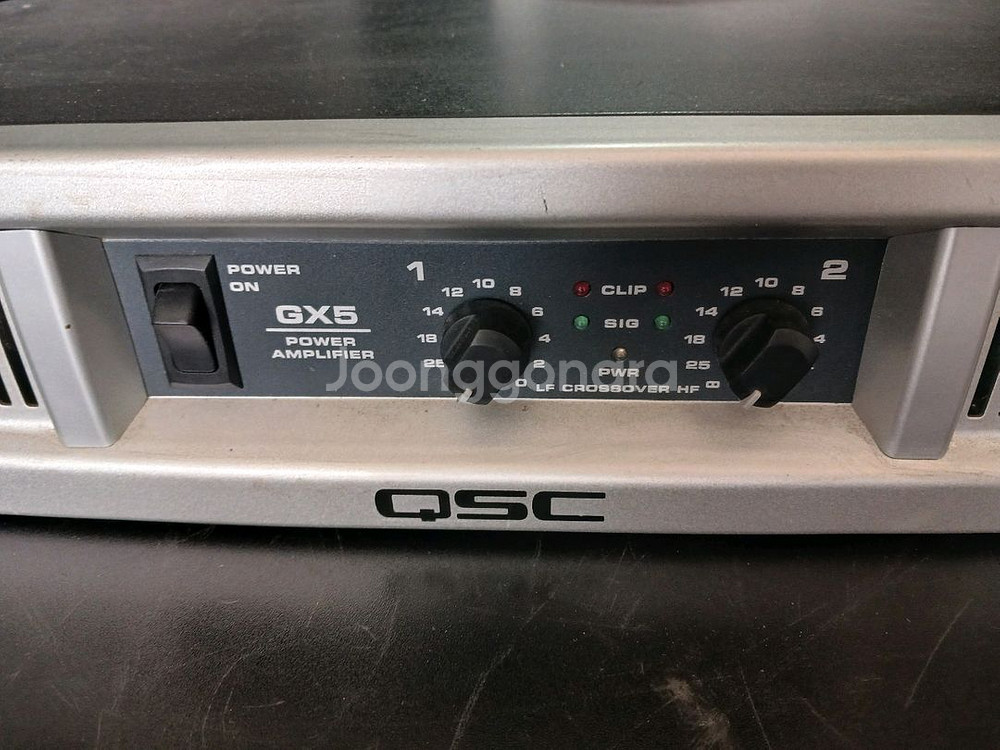 POWER
ON
GX5
POWER
AMPLIFIER
1
10
12
8
14
6
18
4
25
2
0
CLIP
SIG
PWR
LF CROSSOVER HF
2
10
12
8
14
6
18
4
25
∞
Joonggonara
QSC